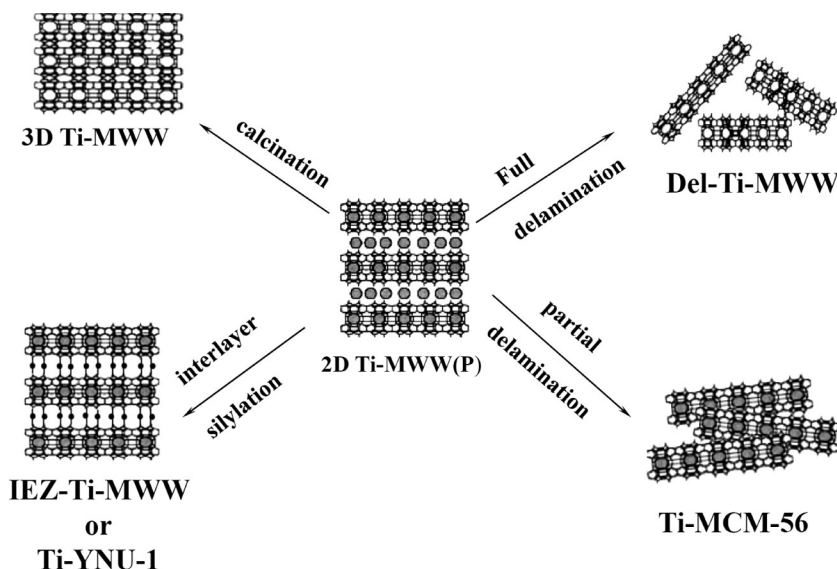 3D Ti-MWW
calcination
Full
delamination
Del-Ti-MWW
2D Ti-MWW(P)
interlayer
silylation
partial
delamination
IEZ-Ti-MWW
or
Ti-YNU-1
Ti-MCM-56